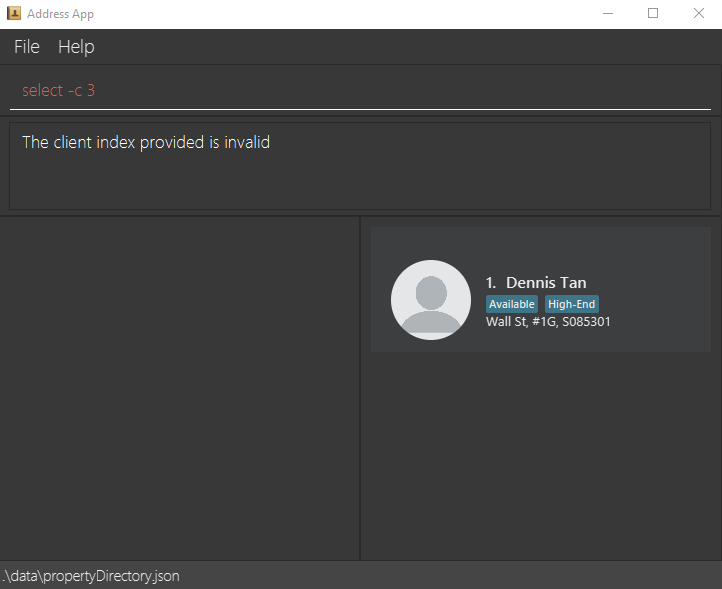 Address App
File Help
select -c 3
The client index provided is invalid
1. Dennis Tan
Available High-End
Wall St, #1G, S085301
.\data\propertyDirectory.json